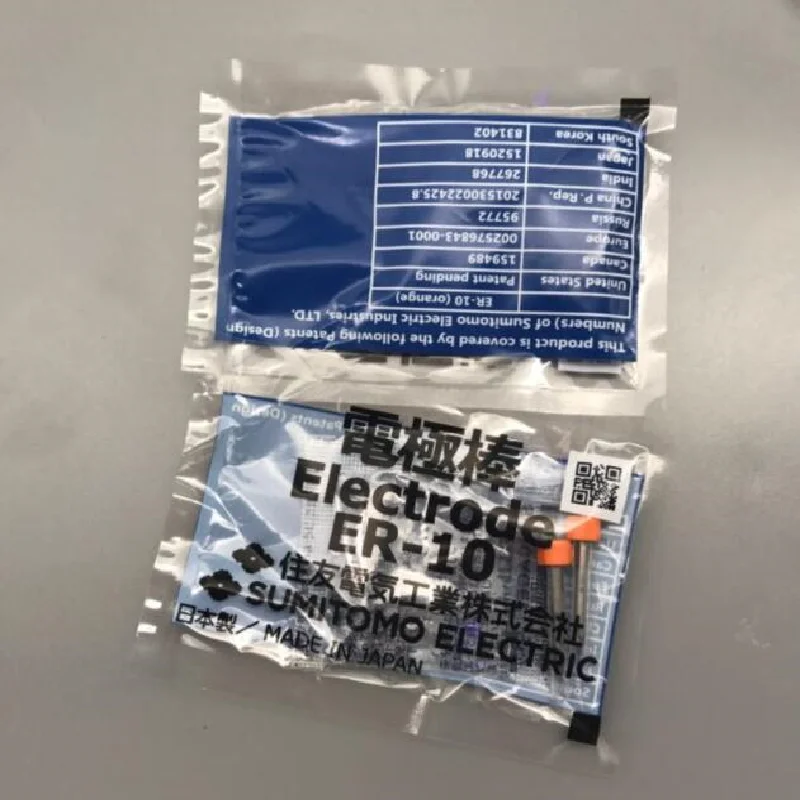 This product is covered by the following Patents (Design
Numbers) of Sumitomo Electric Industries, LTD.
ER-10 (orange)
United States Patent pending
Canada 159489
Europe 002576843-0001
Russia 95772
China P. Rep. 201530022425.8
India 267768
Japan 1520918
South Korea 831402
Patents (Design
電極棒
Electrode
ER-10
住友電気工業株式会社
SUMITOMO ELECTRIC
日本製/MADE IN JAPAN